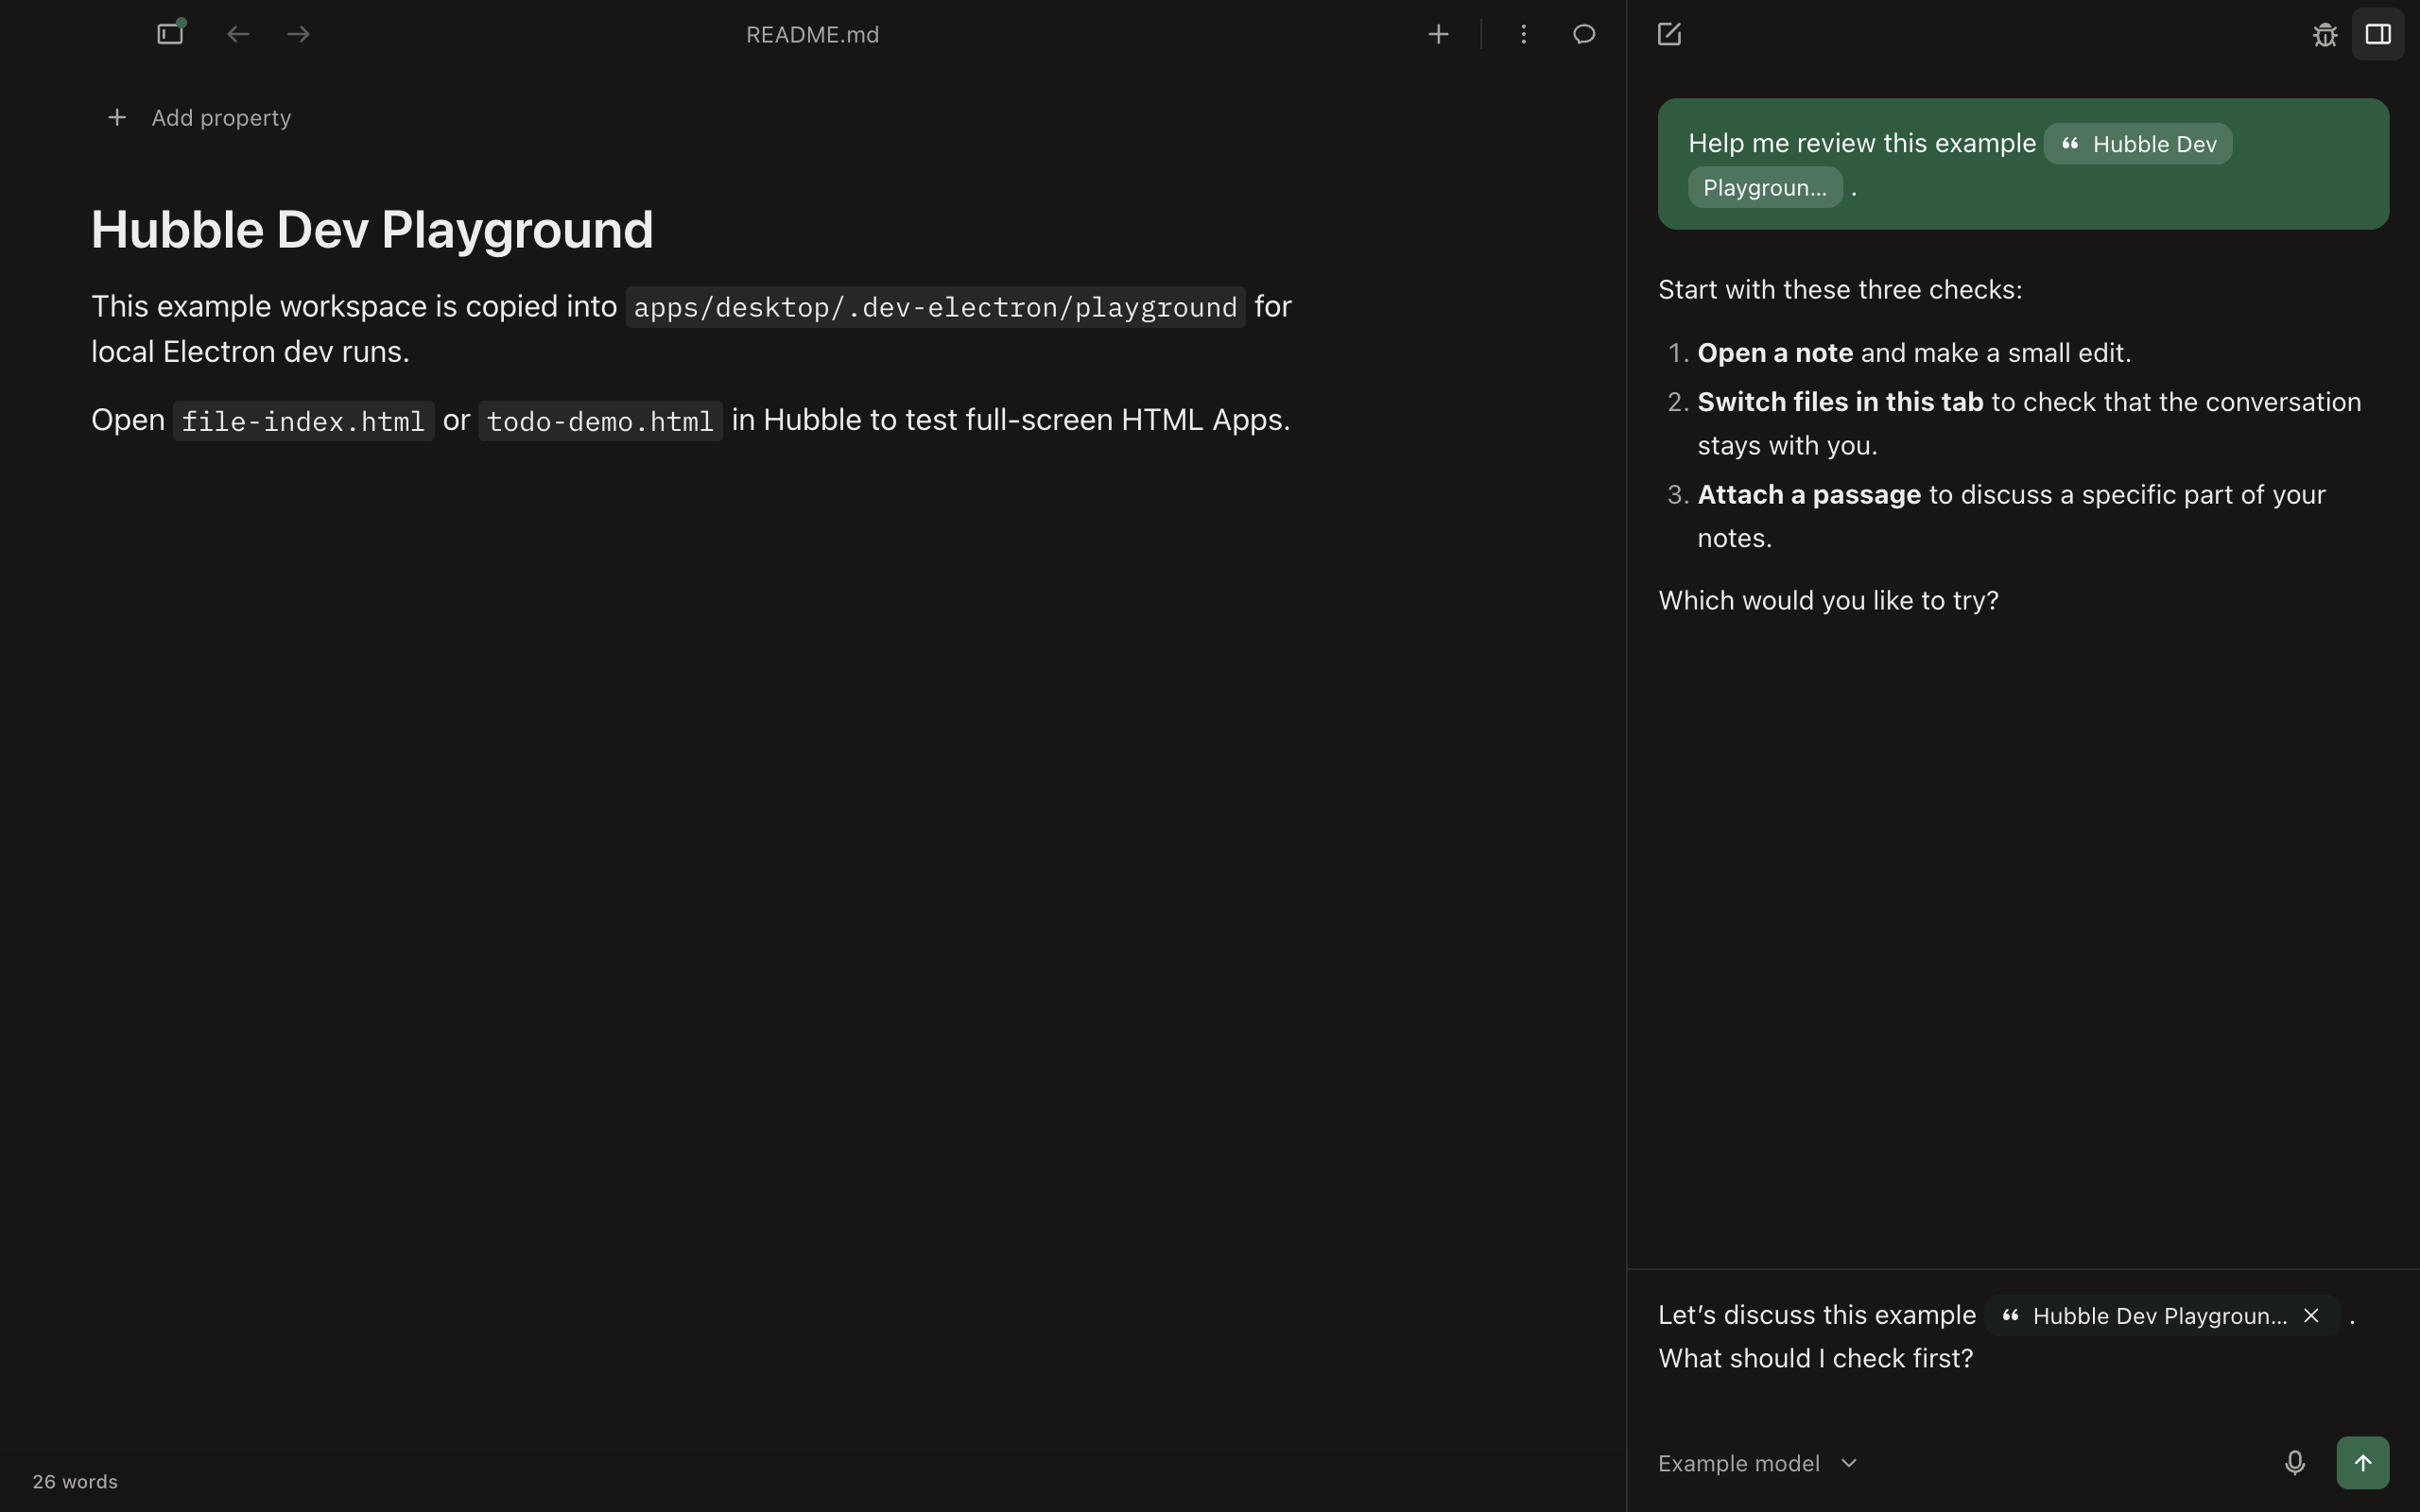 README.md
Add property
Hubble Dev Playground
This example workspace is copied into apps/desktop/.dev-electron/playground for
local Electron dev runs.
Open file-index.html or todo-demo.html in Hubble to test full-screen HTML Apps.
26 words
Help me review this example “ Hubble Dev
Playgroun... .
Start with these three checks:
1. Open a note and make a small edit.
2. Switch files in this tab to check that the conversation
stays with you.
3. Attach a passage to discuss a specific part of your
notes.
Which would you like to try?
Let’s discuss this example “ Hubble Dev Playgroun... .
What should I check first?
Example model